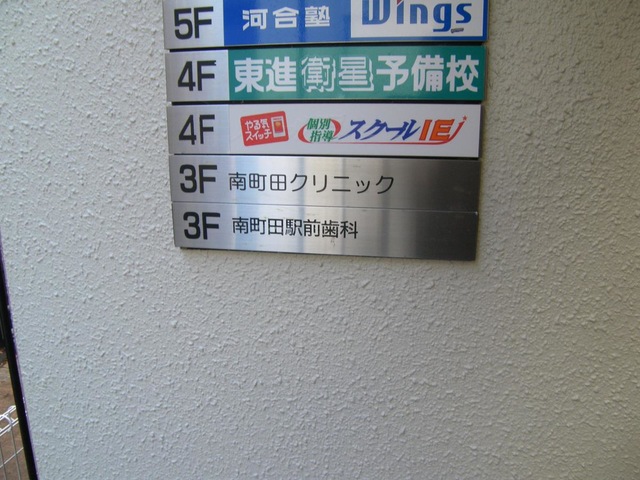 5F 河合塾 Wings
4F 東進衛星予備校
4F やる気スイッチ 個別指導 スクールIE
3F 南町田クリニック
3F 南町田駅前歯科